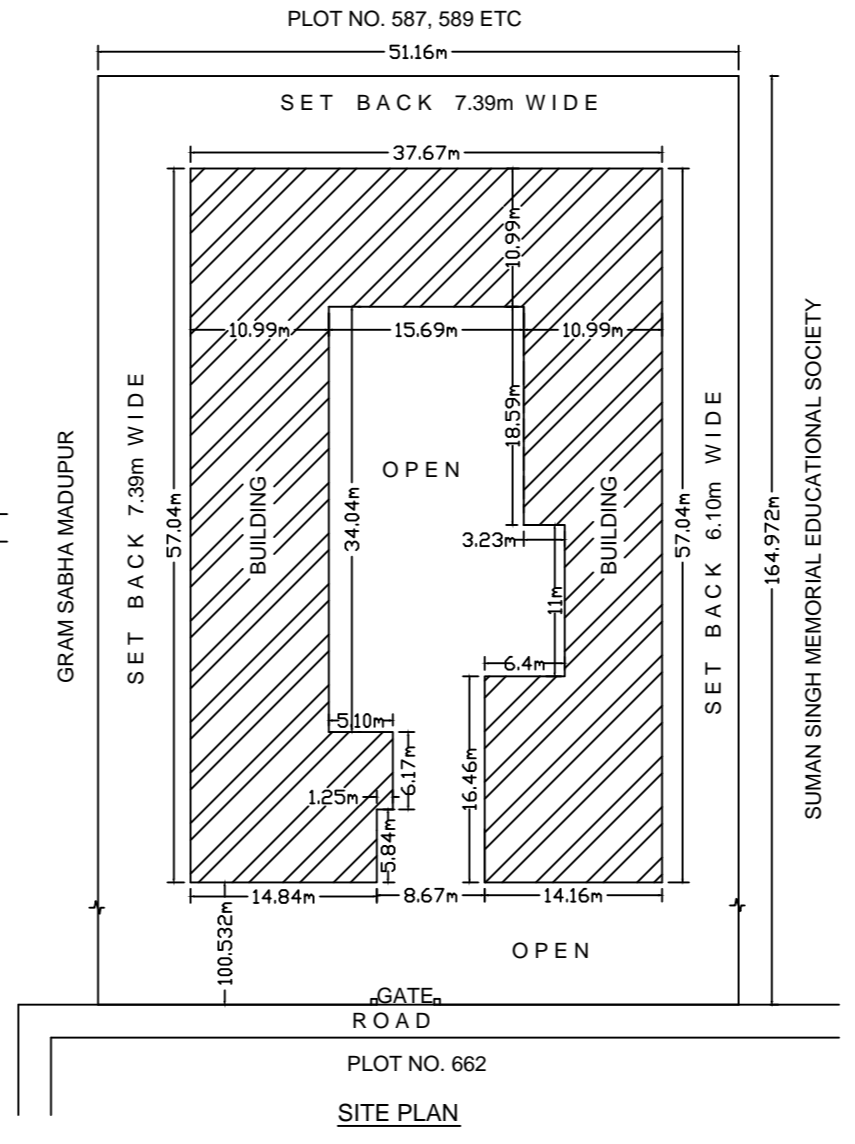 PLOT NO. 587, 589 ETC
51.16m
SET BACK 7.39m WIDE
37.67m
10.99m
10.99m
15.69m
10.99m
18.59m
OPEN
34.04m
3.23m
11m
6.4m
BUILDING
BUILDING
57.04m
57.04m
SET BACK 7.39m WIDE
SET BACK 6.10m WIDE
GRAM SABHA MADUPUR
164.972m
SUMAN SINGH MEMORIAL EDUCATIONAL SOCIETY
5.10m
6.17m
1.25m
5.84m
16.46m
14.84m
8.67m
14.16m
100.532m
OPEN
GATE
ROAD
PLOT NO. 662
SITE PLAN